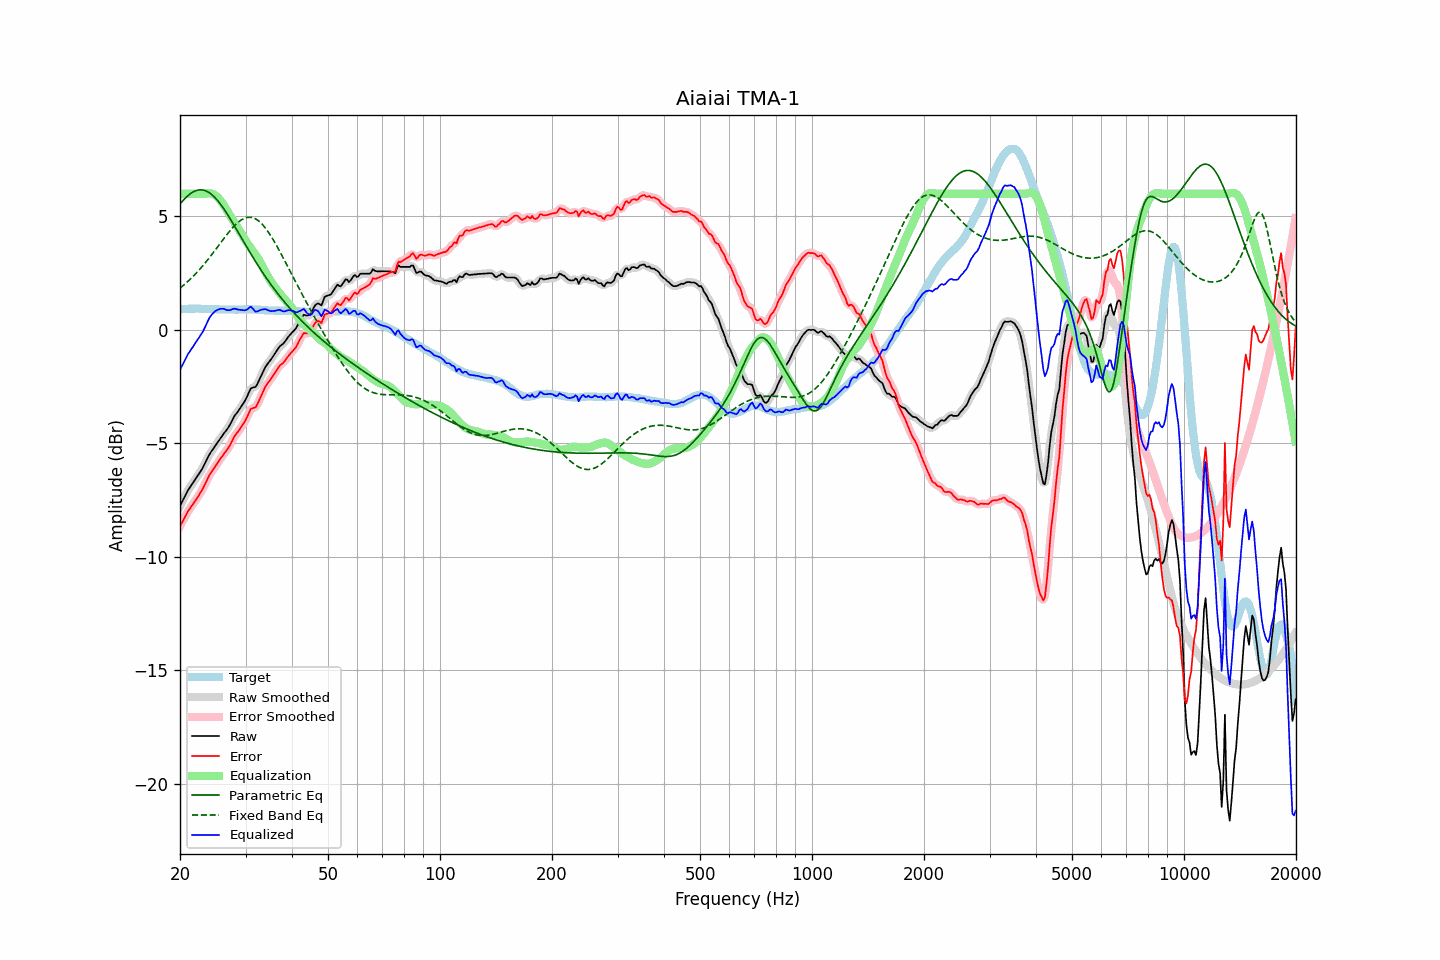 Aiaiai TMA-1
Amplitude (dBr)
5
0
−5
−10
−15
−20
Target
Raw Smoothed
Error Smoothed
Raw
Error
Equalization
Parametric Eq
Fixed Band Eq
Equalized
20 50 100 200 500 1000 2000 5000 10000 20000
Frequency (Hz)